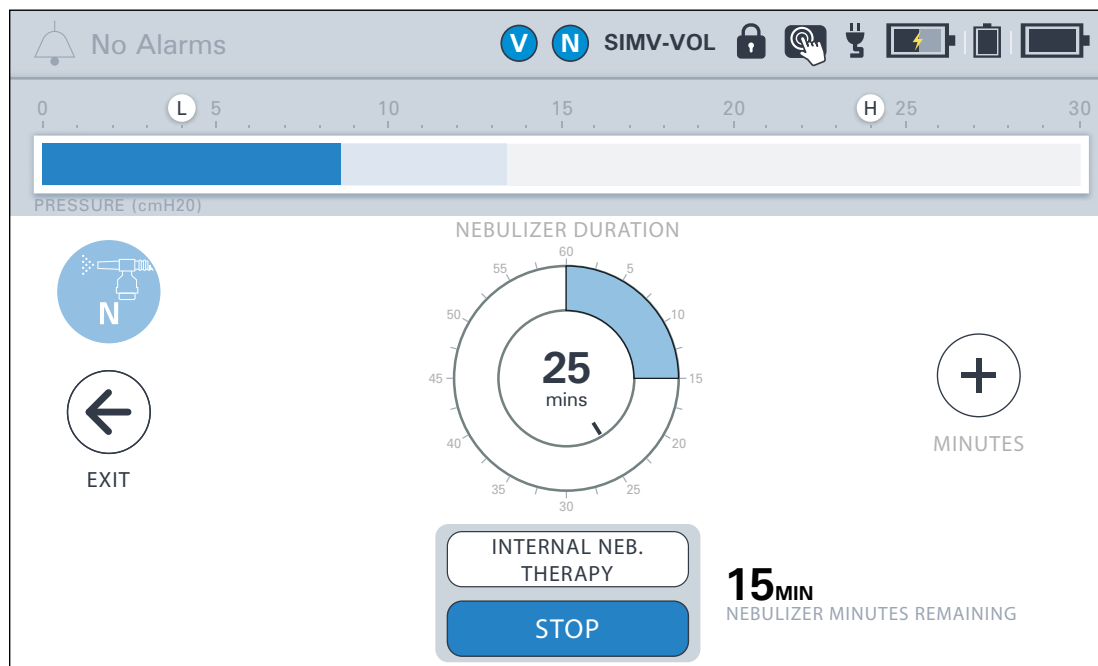 No Alarms
V N SIMV-VOL
0 L 5 10 15 20 H 25 30
PRESSURE (cmH20)
NEBULIZER DURATION
60
55 5
50 10
N
25
45 15
mins
40 20
MINUTES
EXIT
35 25
30
INTERNAL NEB.
THERAPY
15MIN
NEBULIZER MINUTES REMAINING
STOP